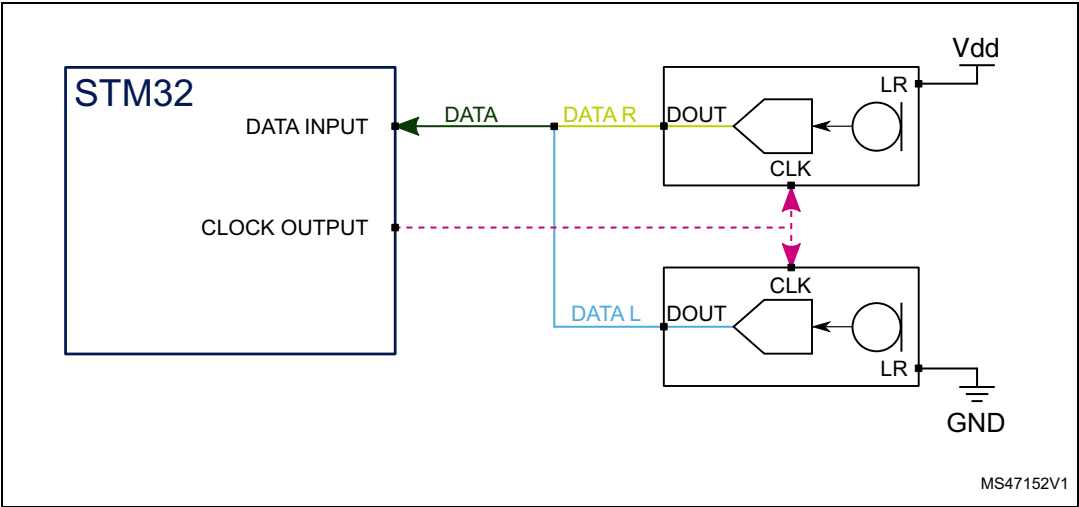 Vdd
STM32
LR
DATA INPUT
DATA
DATA R
DOUT
CLK
CLOCK OUTPUT
CLK
DATA L
DOUT
LR
GND
MS47152V1